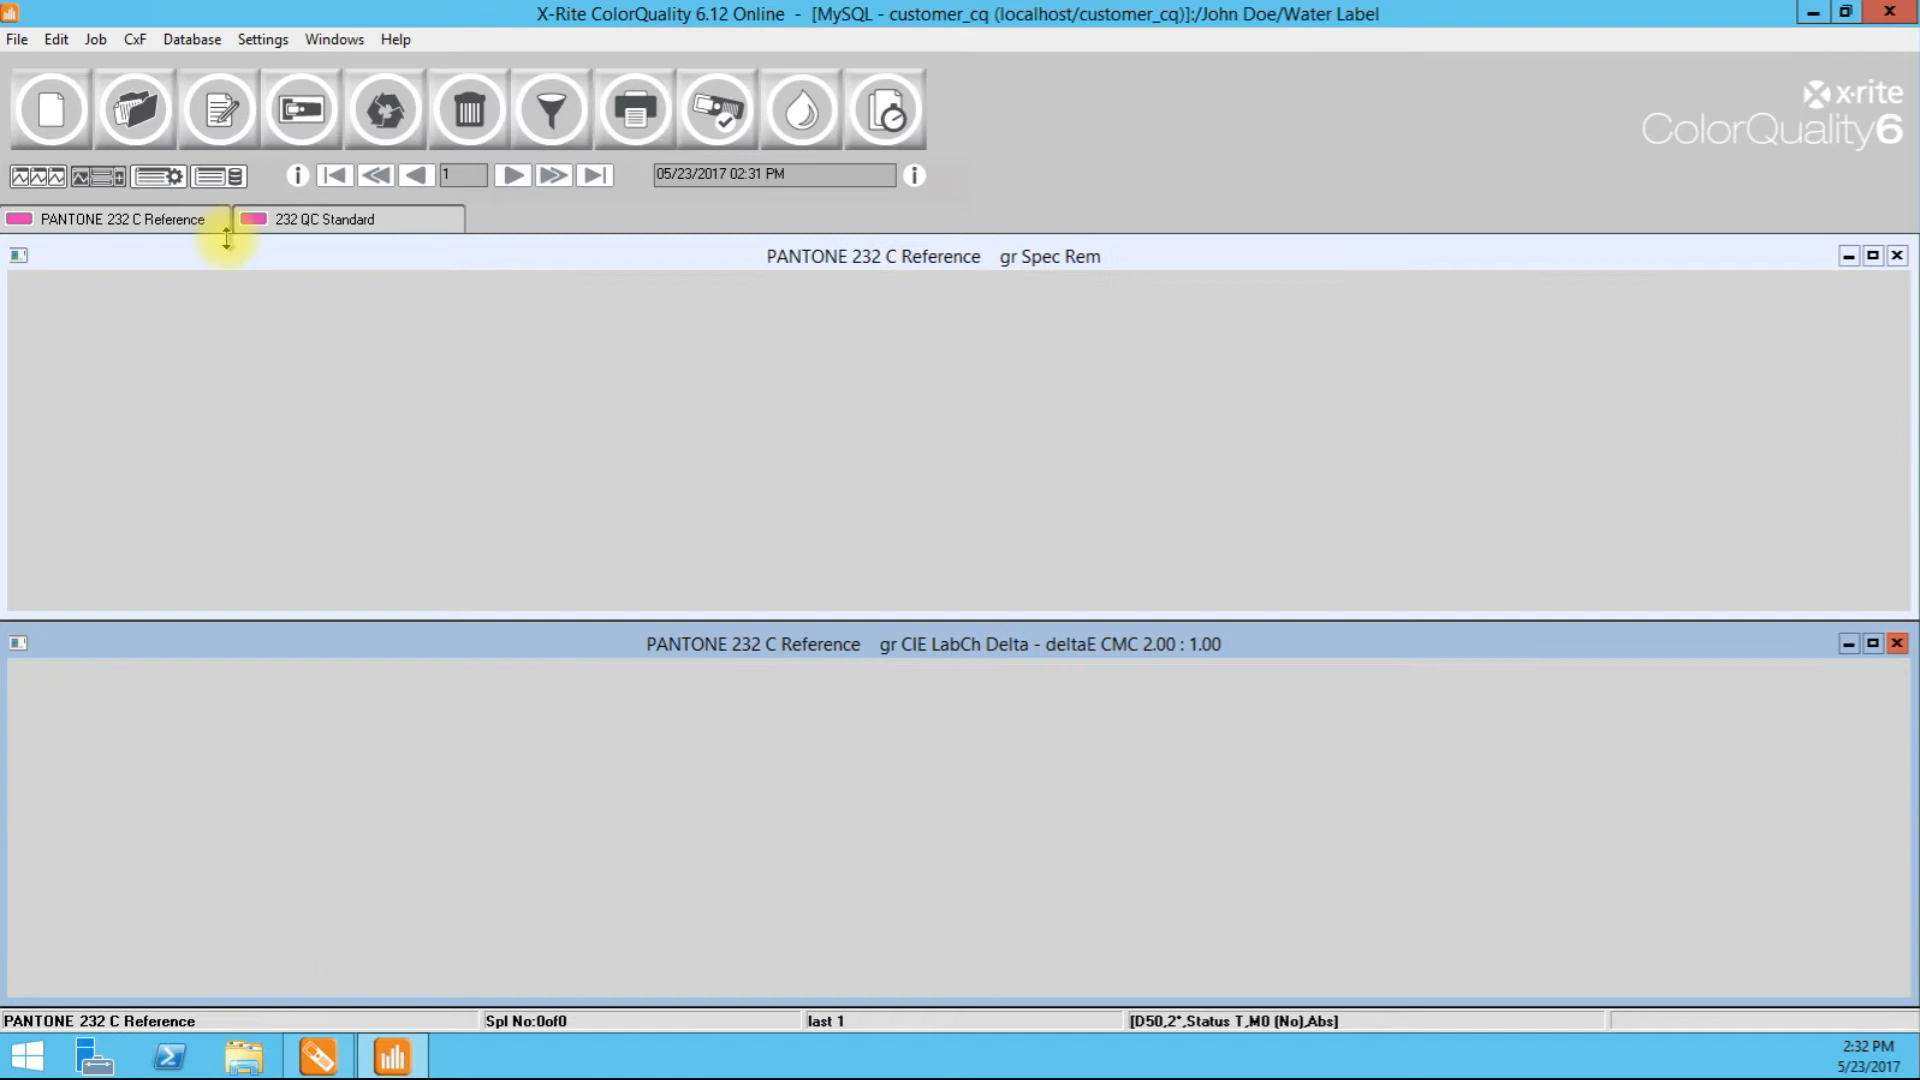 X-Rite ColorQuality 6.12 Online - [MySQL - customer_cq (localhost/customer_cq)]:/John Doe/Water Label
File Edit Job CxF Database Settings Windows Help
x·rite
ColorQuality6
1
05/23/2017 02:31 PM
PANTONE 232 C Reference
232 QC Standard
PANTONE 232 C Reference gr Spec Rem
PANTONE 232 C Reference gr CIE LabCh Delta - deltaE CMC 2.00 : 1.00
PANTONE 232 C Reference
Spl No:0of0
last 1
[D50,2*,Status T,M0 (No),Abs]
2:32 PM
5/23/2017